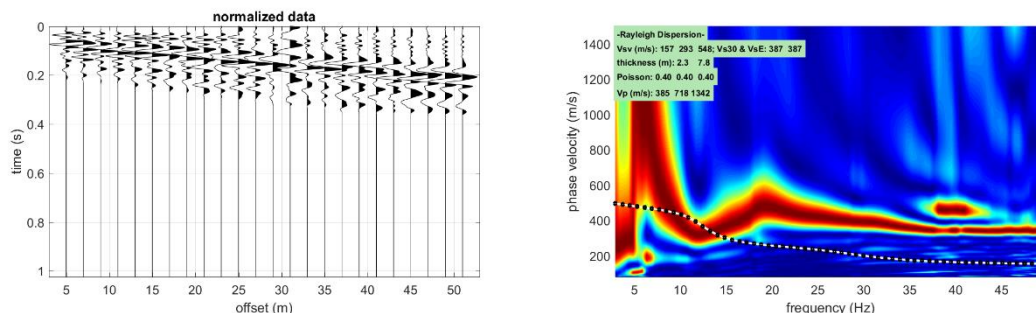 normalized data
0
0.2
0.4
0.6
0.8
1
time (s)
5 10 15 20 25 30 35 40 45 50
offset (m)
-Rayleigh Dispersion-
Vsv (m/s): 157 293 548; Vs30 & VsE: 387 387
thickness (m): 2.3 7.8
Poisson: 0.40 0.40 0.40
Vp (m/s): 385 718 1342
1400
1200
1000
800
600
400
200
phase velocity (m/s)
5 10 15 20 25 30 35 40 45
frequency (Hz)